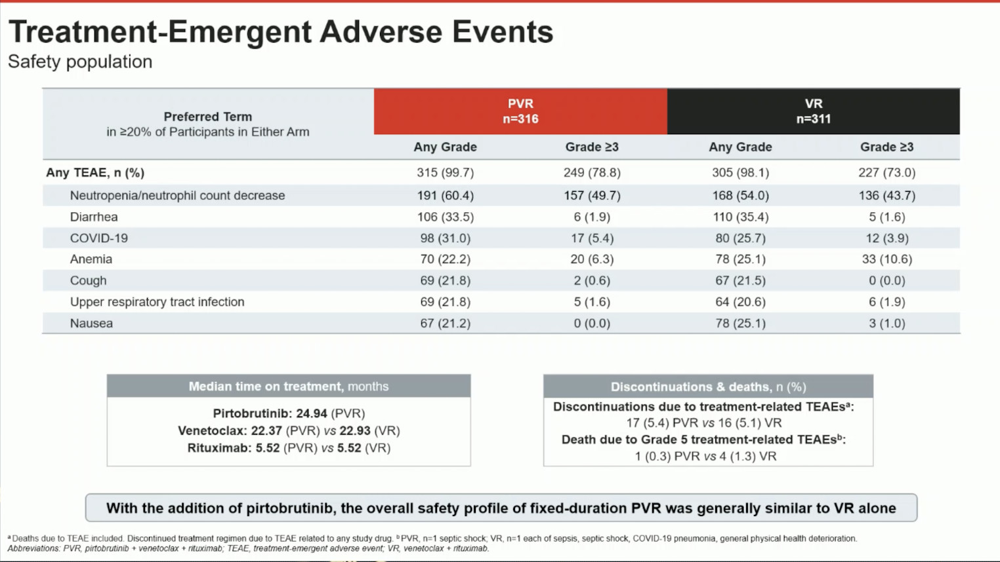 Treatment-Emergent Adverse Events
Safety population
Preferred Term
in ≥20% of Participants in Either Arm
PVR
n=316
VR
n=311
Any Grade Grade ≥3 Any Grade Grade ≥3
Any TEAE, n (%) 315 (99.7) 249 (78.8) 305 (98.1) 227 (73.0)
Neutropenia/neutrophil count decrease 191 (60.4) 157 (49.7) 168 (54.0) 136 (43.7)
Diarrhea 106 (33.5) 6 (1.9) 110 (35.4) 5 (1.6)
COVID-19 98 (31.0) 17 (5.4) 80 (25.7) 12 (3.9)
Anemia 70 (22.2) 20 (6.3) 78 (25.1) 33 (10.6)
Cough 69 (21.8) 2 (0.6) 67 (21.5) 0 (0.0)
Upper respiratory tract infection 69 (21.8) 5 (1.6) 64 (20.6) 6 (1.9)
Nausea 67 (21.2) 0 (0.0) 78 (25.1) 3 (1.0)
Median time on treatment, months
Pirtobrutinib: 24.94 (PVR)
Venetoclax: 22.37 (PVR) vs 22.93 (VR)
Rituximab: 5.52 (PVR) vs 5.52 (VR)
Discontinuations & deaths, n (%)
Discontinuations due to treatment-related TEAEsᵃ:
17 (5.4) PVR vs 16 (5.1) VR
Death due to Grade 5 treatment-related TEAEsᵇ:
1 (0.3) PVR vs 4 (1.3) VR
With the addition of pirtobrutinib, the overall safety profile of fixed-duration PVR was generally similar to VR alone
ᵃ Deaths due to TEAE included. Discontinued treatment regimen due to TEAE related to any study drug. ᵇ PVR, n=1 septic shock; VR, n=1 each of sepsis, septic shock, COVID-19 pneumonia, general physical health deterioration.
Abbreviations: PVR, pirtobrutinib + venetoclax + rituximab; TEAE, treatment-emergent adverse event; VR, venetoclax + rituximab.